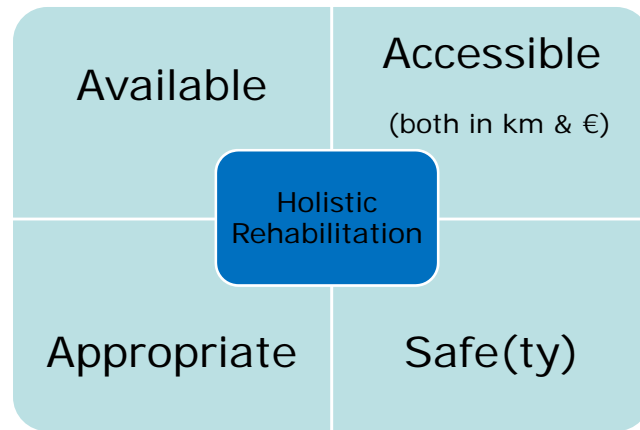 Available
Accessible
(both in km & €)
Holistic
Rehabilitation
Appropriate
Safe(ty)